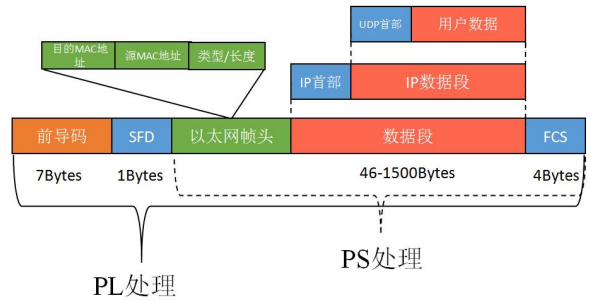 UDP首部 用户数据
目的MAC地
址
源MAC地址
类型/长度
IP首部 IP数据段
前导码 SFD 以太网帧头 数据段 FCS
7Bytes 1Bytes 46-1500Bytes 4Bytes
PL处理
PS处理